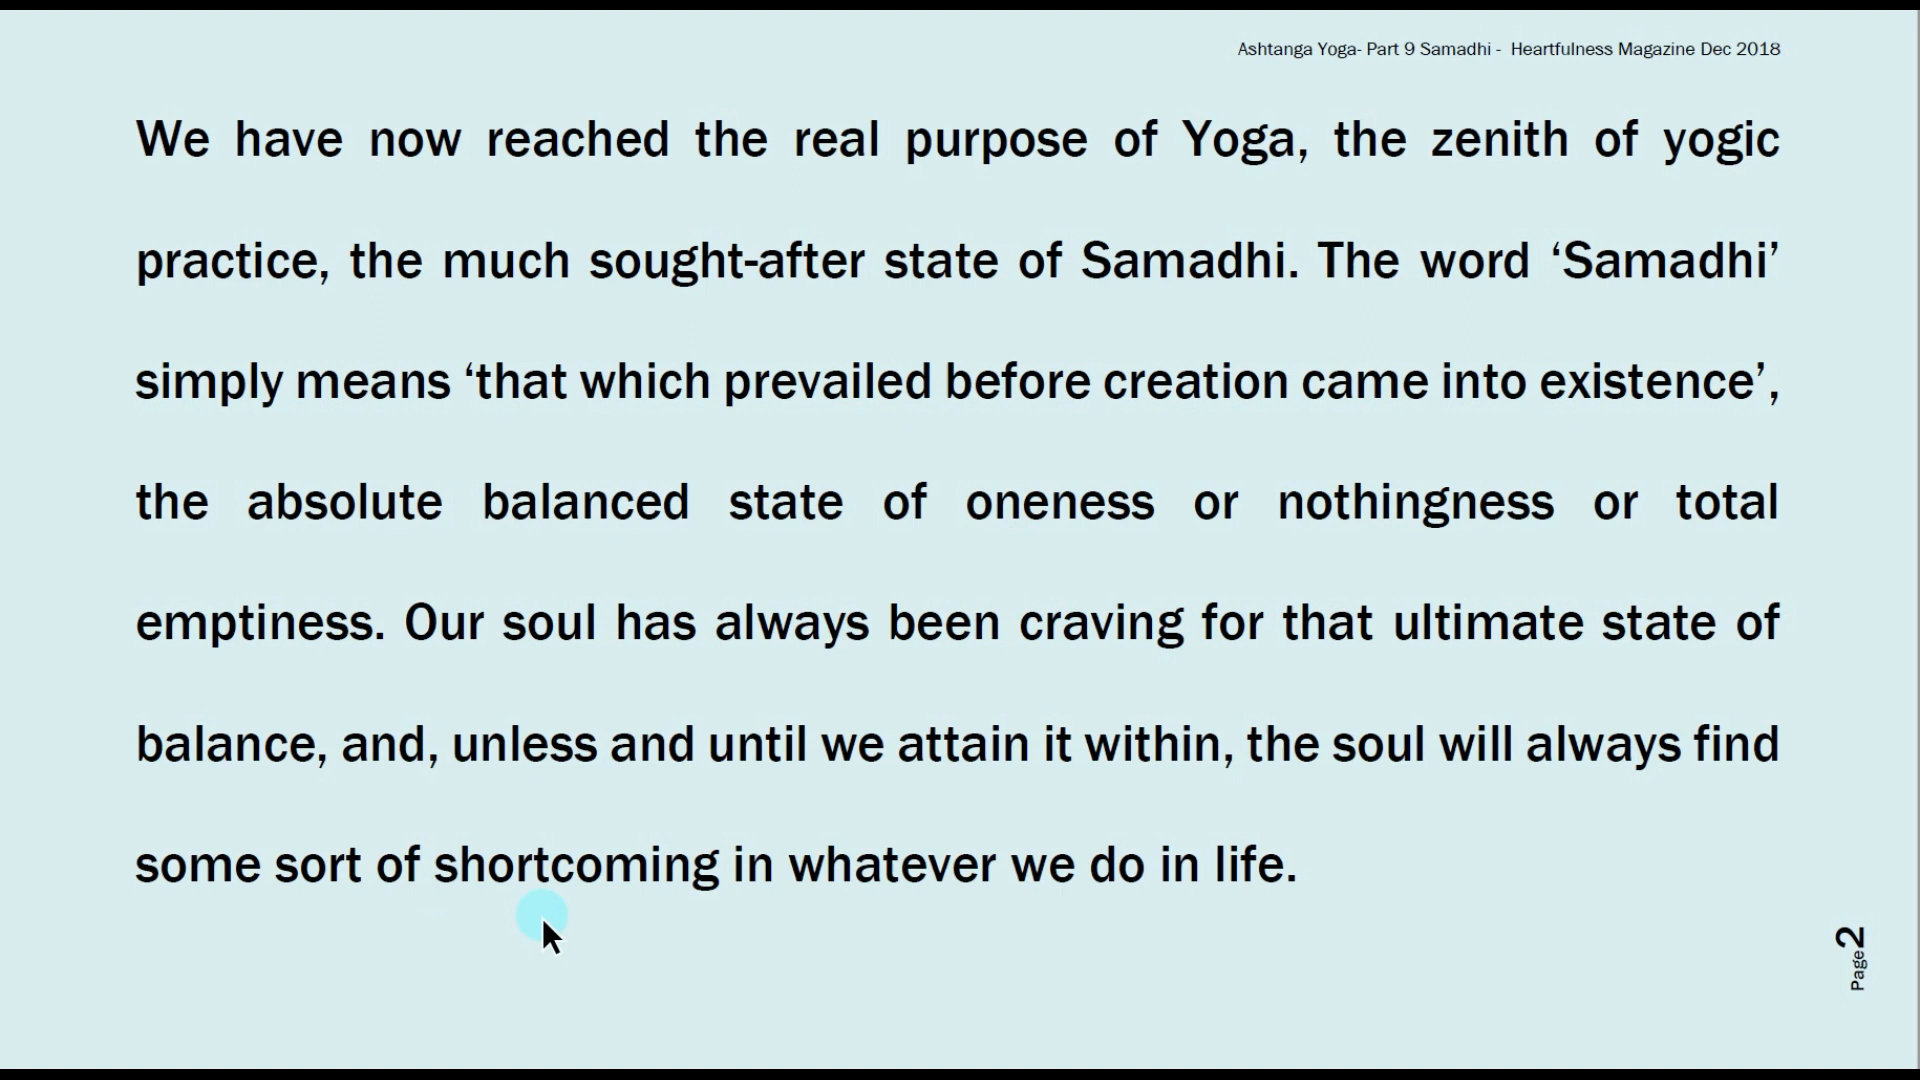 Ashtanga Yoga- Part 9 Samadhi - Heartfulness Magazine Dec 2018
We have now reached the real purpose of Yoga, the zenith of yogic
practice, the much sought-after state of Samadhi. The word ‘Samadhi’
simply means ‘that which prevailed before creation came into existence’,
the absolute balanced state of oneness or nothingness or total
emptiness. Our soul has always been craving for that ultimate state of
balance, and, unless and until we attain it within, the soul will always find
some sort of shortcoming in whatever we do in life.
Page 2